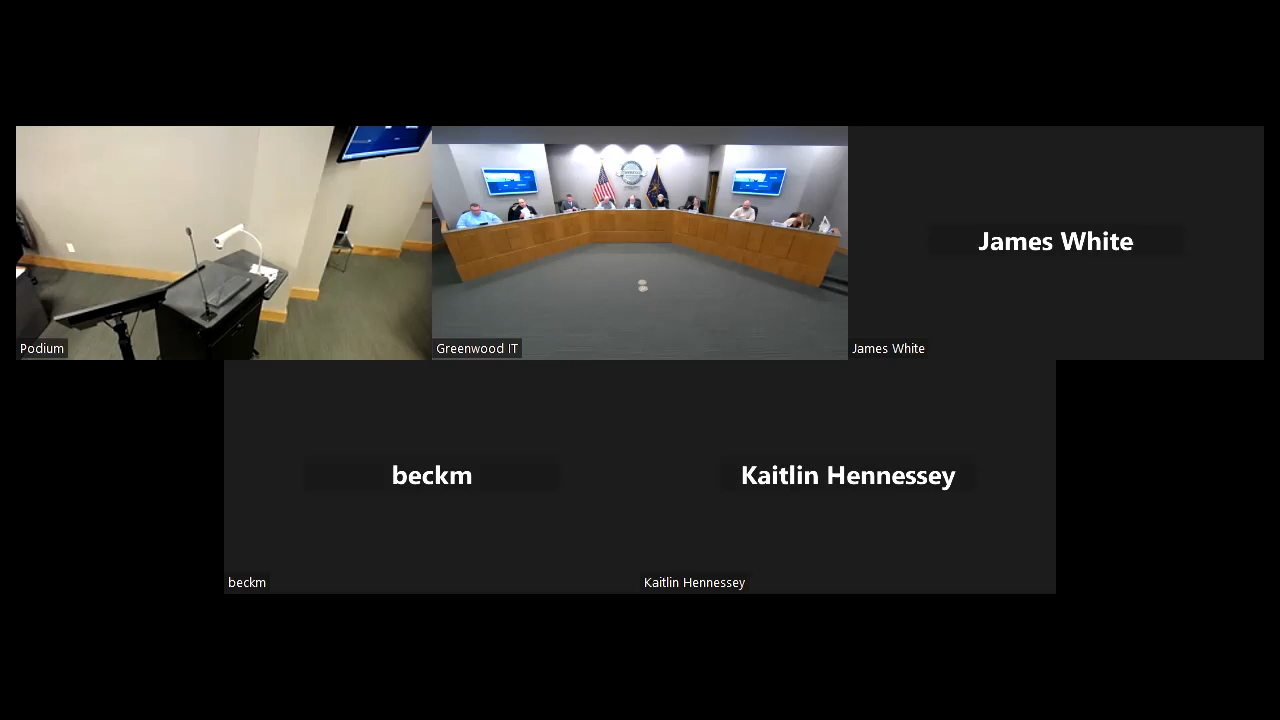 Podium
Greenwood IT
James White
James White
beckm
beckm
Kaitlin Hennessey
Kaitlin Hennessey